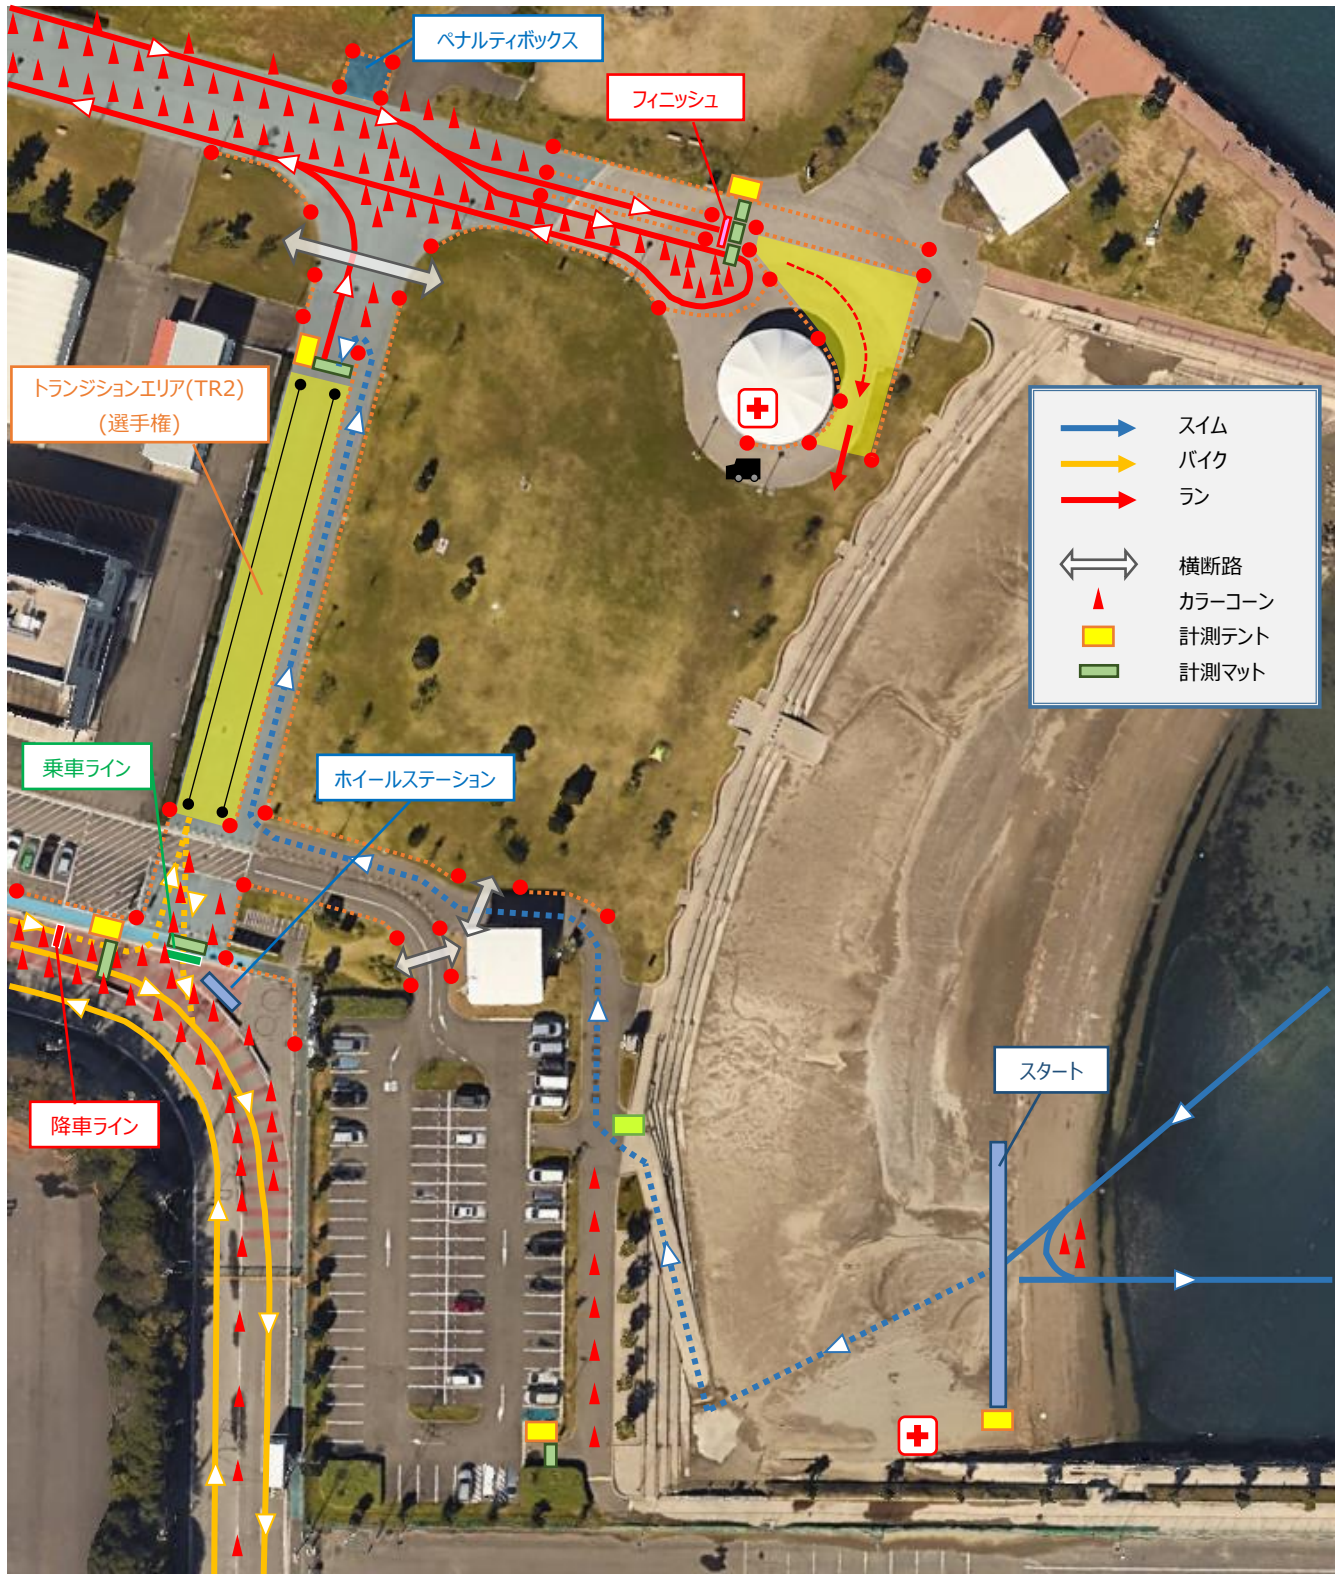 ペナルティボックス
フィニッシュ
トランジションエリア(TR2)
(選手権)
スイム
バイク
ラン
横断路
カラーコーン
計測テント
計測マット
乗車ライン
ホイールステーション
スタート
降車ライン